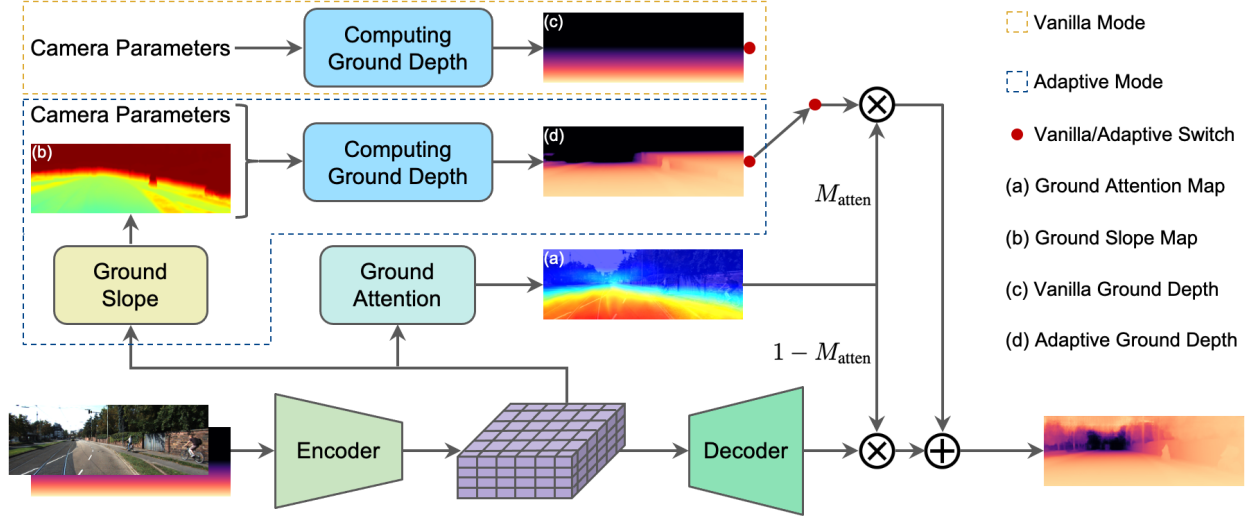 Camera Parameters
Computing
Ground Depth
(c)
Camera Parameters
(b)
Computing
Ground Depth
(d)
Ground
Slope
Ground
Attention
(a)
M_atten
1 − M_atten
Encoder
Decoder
Vanilla Mode
Adaptive Mode
Vanilla/Adaptive Switch
(a) Ground Attention Map
(b) Ground Slope Map
(c) Vanilla Ground Depth
(d) Adaptive Ground Depth